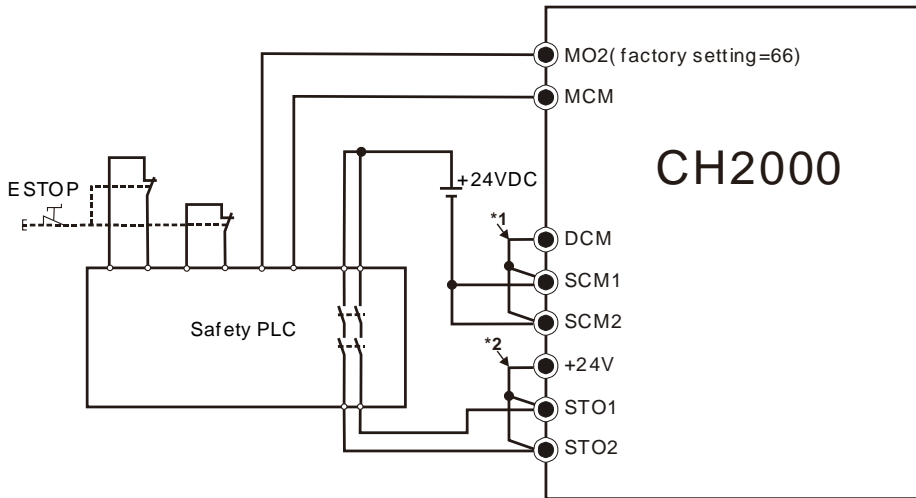 MO2(factory setting=66)
MCM
CH2000
ESTOP
+24VDC
*1
DCM
SCM1
SCM2
Safety PLC
*2
+24V
STO1
STO2